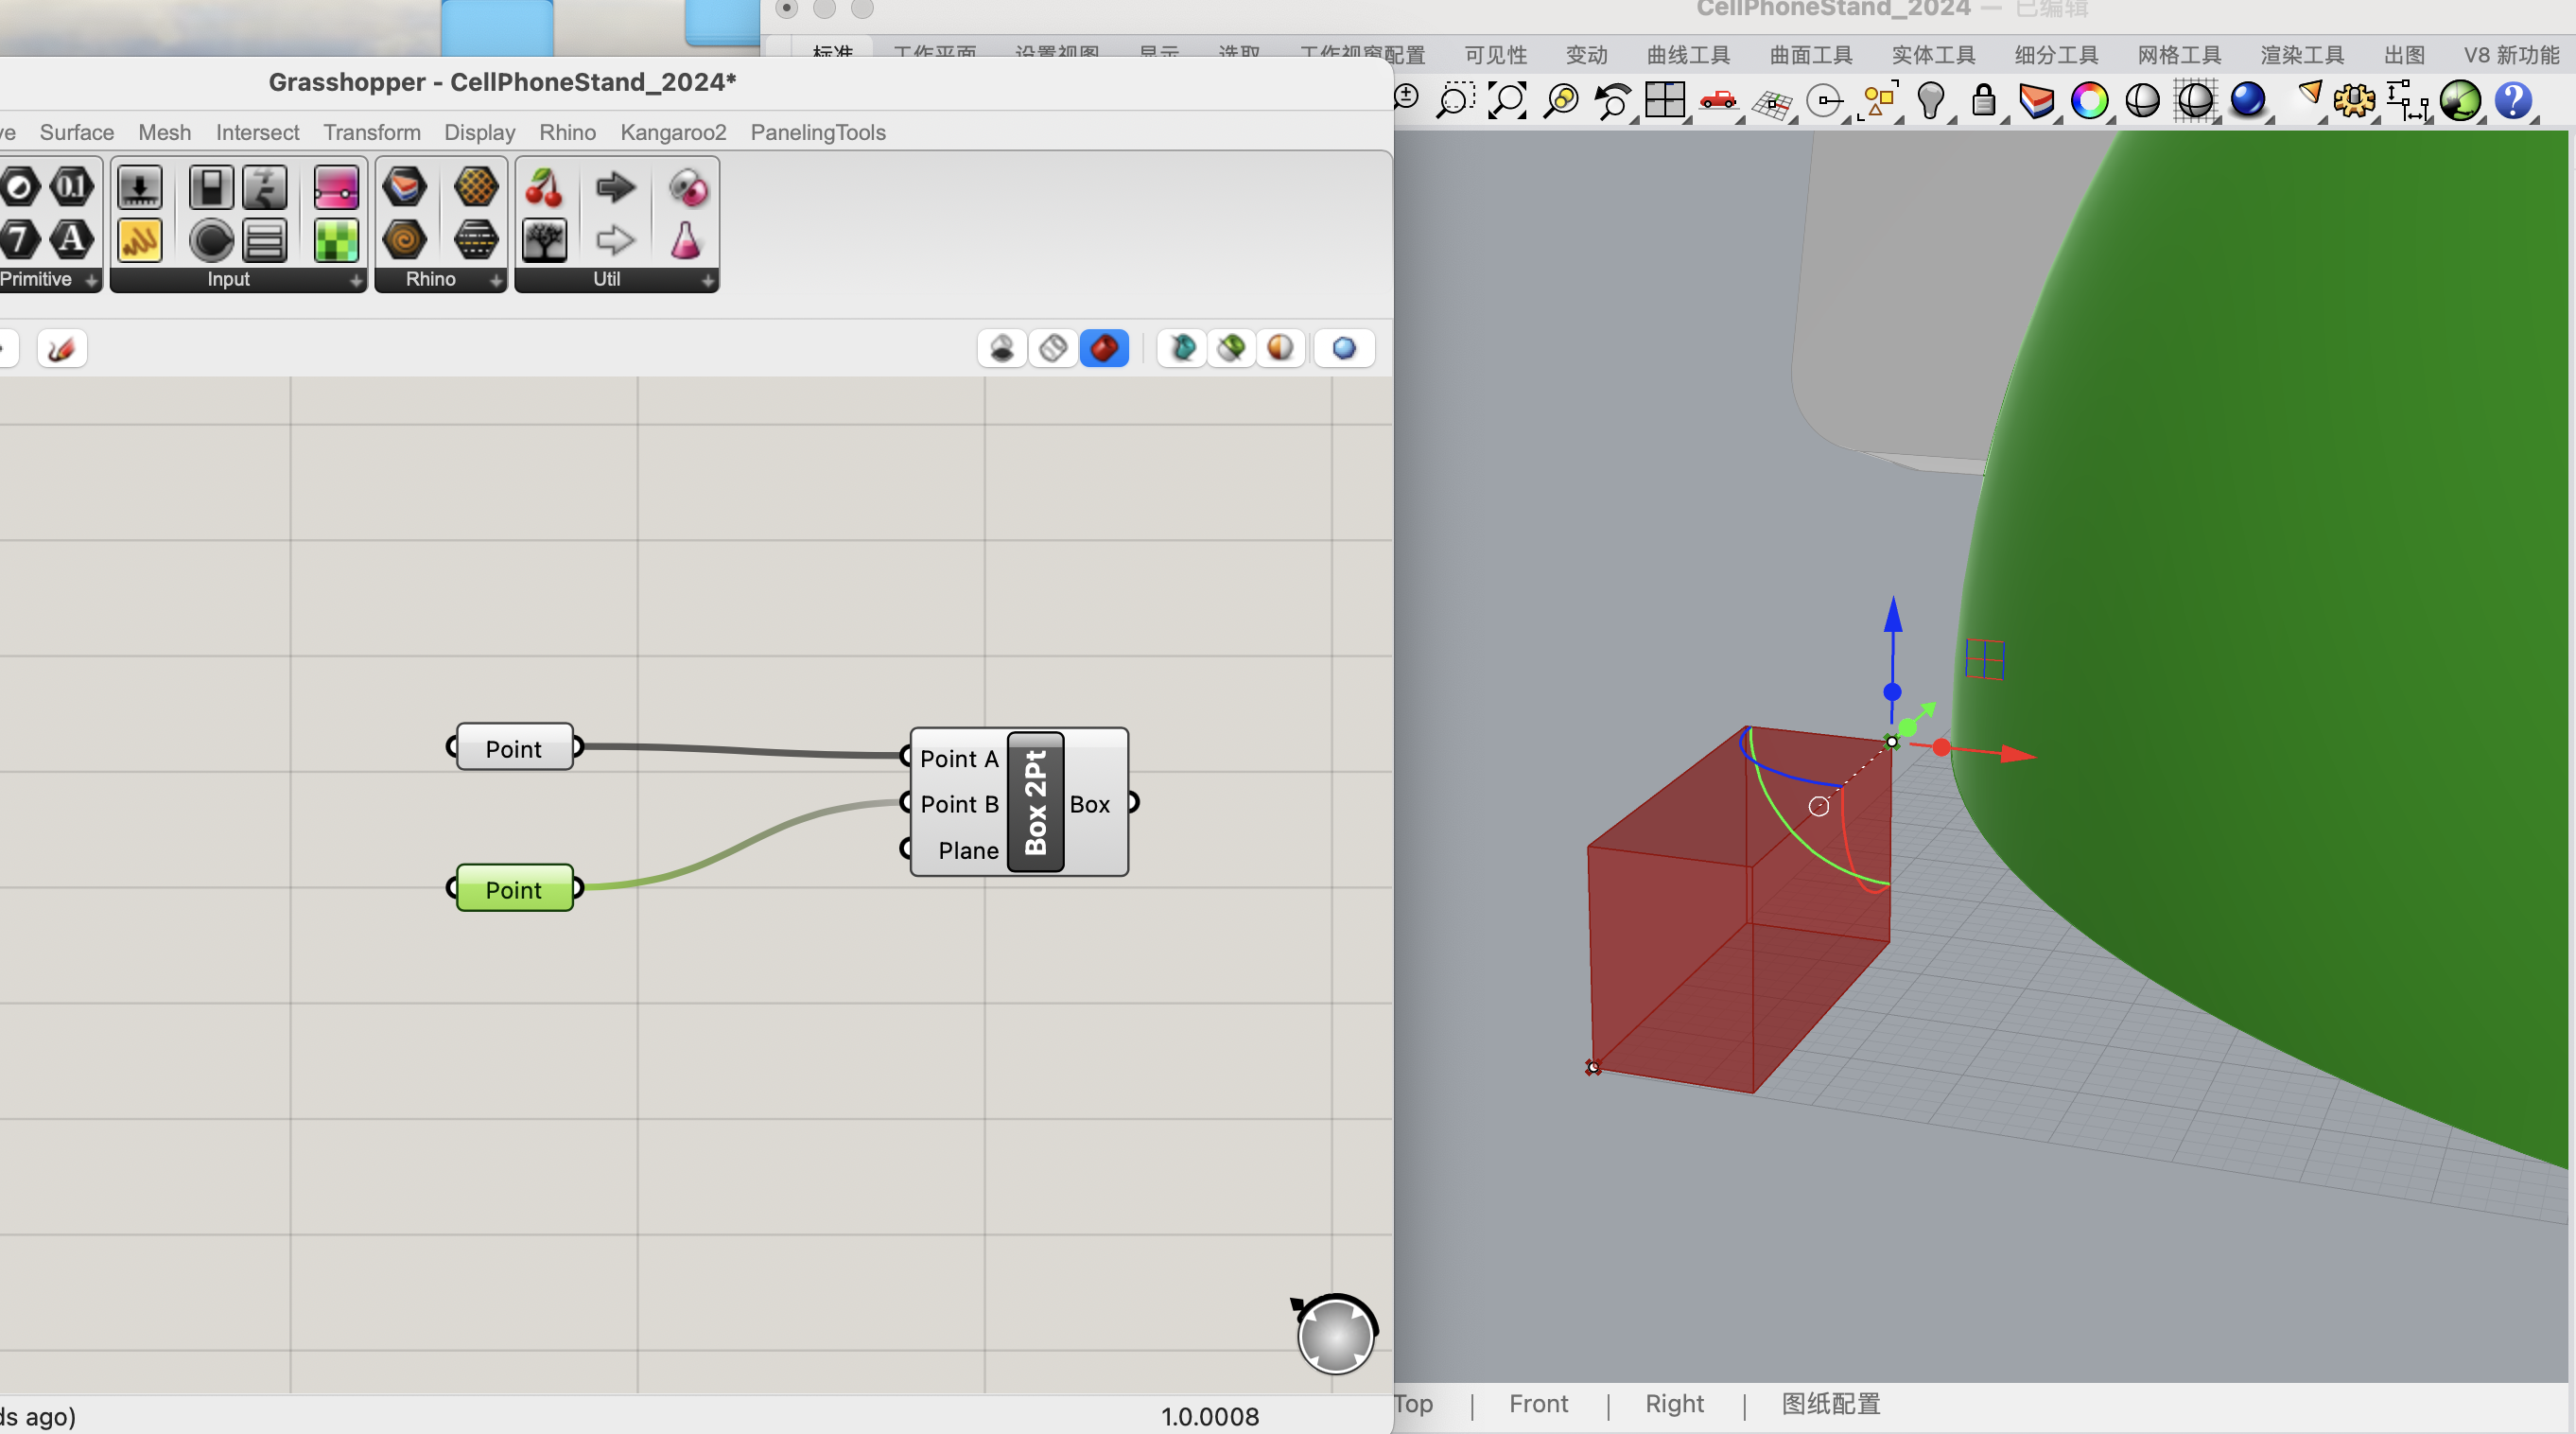 CellPhoneStand_2024 — 已编辑
标准 工作平面 设置视图 显示 选取 工作视窗配置 可见性 变动 曲线工具 曲面工具 实体工具 细分工具 网格工具 渲染工具 出图 V8 新功能
Grasshopper - CellPhoneStand_2024*
ve Surface Mesh Intersect Transform Display Rhino Kangaroo2 PanelingTools
0.1
7 A
Primitive Input Rhino Util
Point
Point
Point A
Point B
Plane
Box 2Pt
Box
ds ago)
1.0.0008
Top | Front | Right | 图纸配置